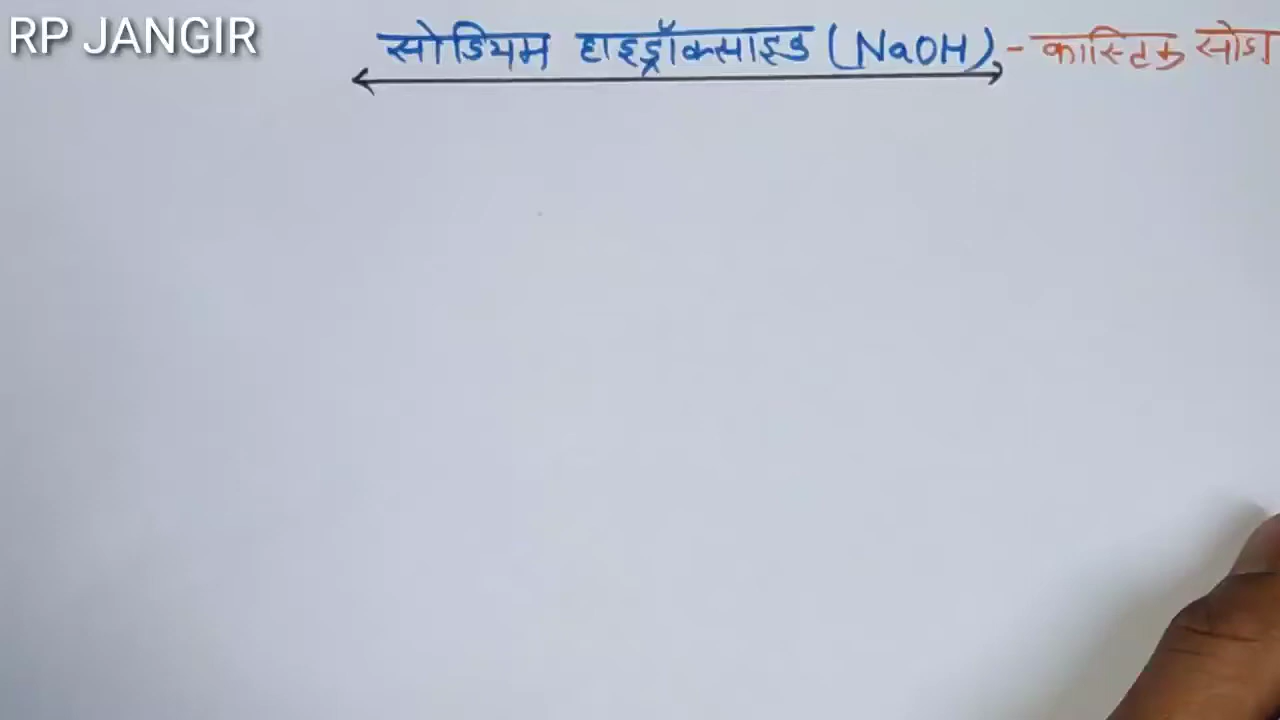 RP JANGIR
सोडियम हाइड्रॉक्साइड (NaOH), - कास्टिक सोडा